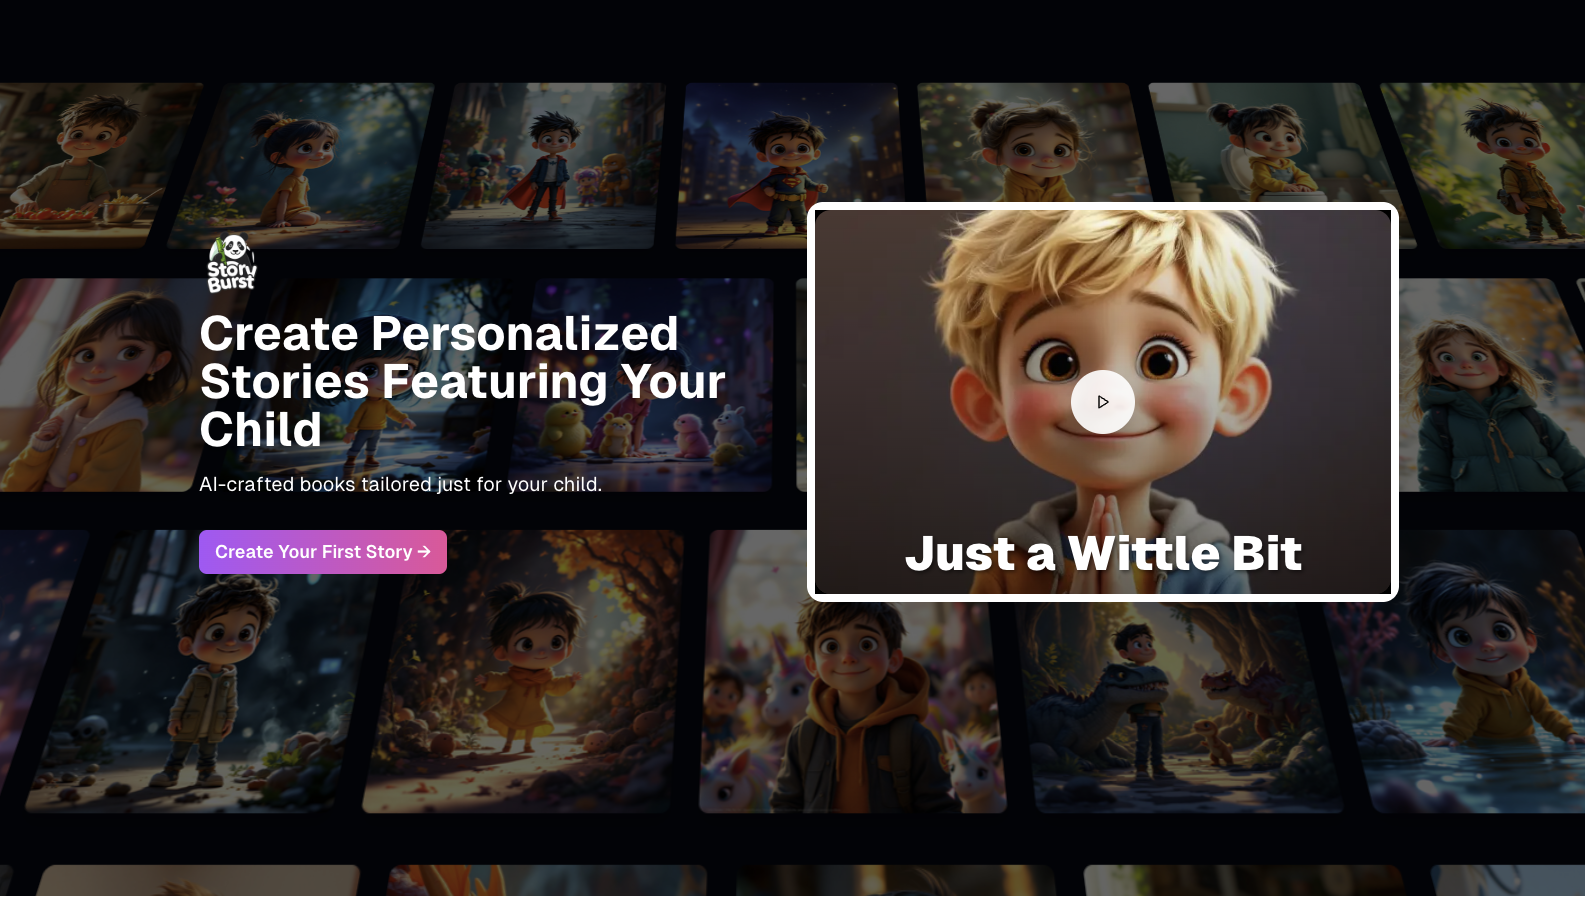 Story
Burst
Create Personalized
Stories Featuring Your
Child
AI-crafted books tailored just for your child.
Create Your First Story →
Just a Wittle Bit